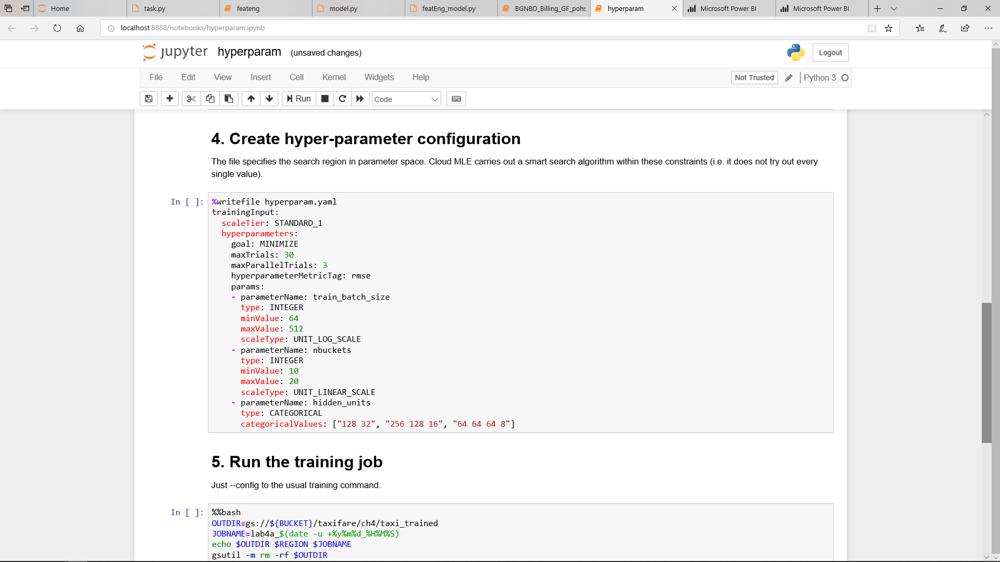 Home
task.py
feateng
model.py
featEng_model.py
BGNBD_Billing_GF_pohs
hyperparam
Microsoft Power BI
Microsoft Power BI
localhost:8888/notebooks/hyperparam.ipynb
jupyter hyperparam (unsaved changes)
Logout
File Edit View Insert Cell Kernel Widgets Help
Not Trusted
Python 3
Run
Code
4. Create hyper-parameter configuration
The file specifies the search region in parameter space. Cloud MLE carries out a smart search algorithm within these constraints (i.e. it does not try out every
single value).
In [ ]:
%writefile hyperparam.yaml
trainingInput:
  scaleTier: STANDARD_1
  hyperparameters:
    goal: MINIMIZE
    maxTrials: 30
    maxParallelTrials: 3
    hyperparameterMetricTag: rmse
    params:
    - parameterName: train_batch_size
      type: INTEGER
      minValue: 64
      maxValue: 512
      scaleType: UNIT_LOG_SCALE
    - parameterName: nbuckets
      type: INTEGER
      minValue: 10
      maxValue: 20
      scaleType: UNIT_LINEAR_SCALE
    - parameterName: hidden_units
      type: CATEGORICAL
      categoricalValues: ["128 32", "256 128 16", "64 64 64 8"]
5. Run the training job
Just --config to the usual training command.
In [ ]:
%%bash
OUTDIR=gs://${BUCKET}/taxifare/ch4/taxi_trained
JOBNAME=lab4a_$(date -u +%y%m%d_%H%M%S)
echo $OUTDIR $REGION $JOBNAME
gsutil -m rm -rf $OUTDIR